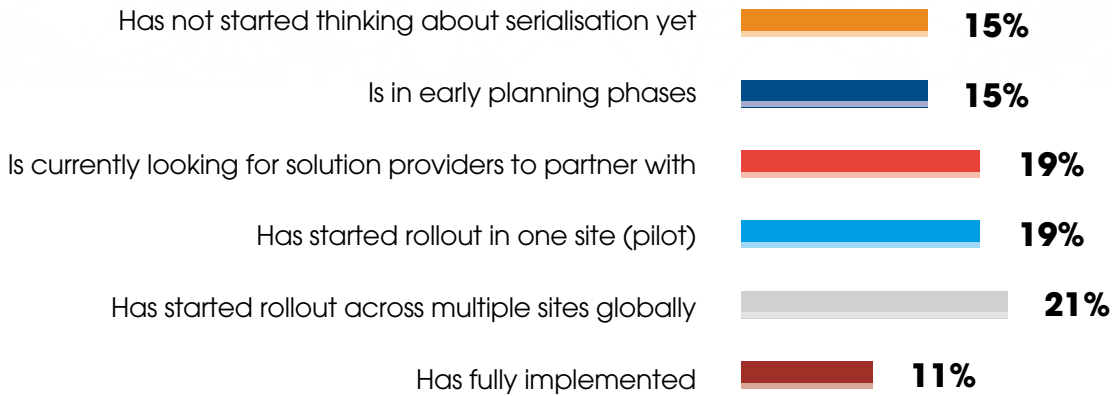 Has not started thinking about serialisation yet 15%
Is in early planning phases 15%
Is currently looking for solution providers to partner with 19%
Has started rollout in one site (pilot) 19%
Has started rollout across multiple sites globally 21%
Has fully implemented 11%